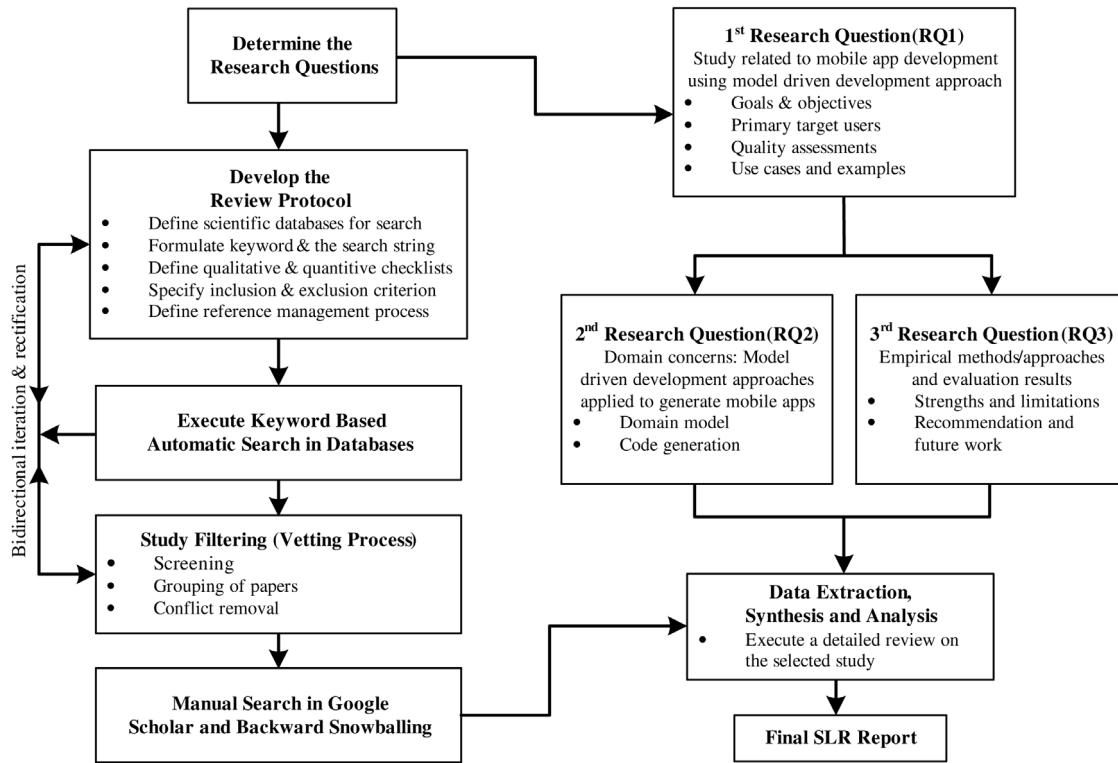 Determine the
Research Questions
Develop the
Review Protocol
• Define scientific databases for search
• Formulate keyword & the search string
• Define qualitative & quantitive checklists
• Specify inclusion & exclusion criterion
• Define reference management process
Bidirectional iteration & rectification
Execute Keyword Based
Automatic Search in Databases
Study Filtering (Vetting Process)
• Screening
• Grouping of papers
• Conflict removal
Manual Search in Google
Scholar and Backward Snowballing
1st Research Question(RQ1)
Study related to mobile app development
using model driven development approach
• Goals & objectives
• Primary target users
• Quality assessments
• Use cases and examples
2nd Research Question(RQ2)
Domain concerns: Model
driven development approaches
applied to generate mobile apps
• Domain model
• Code generation
3rd Research Question(RQ3)
Empirical methods/approaches
and evaluation results
• Strengths and limitations
• Recommendation and
future work
Data Extraction,
Synthesis and Analysis
• Execute a detailed review on
the selected study
Final SLR Report